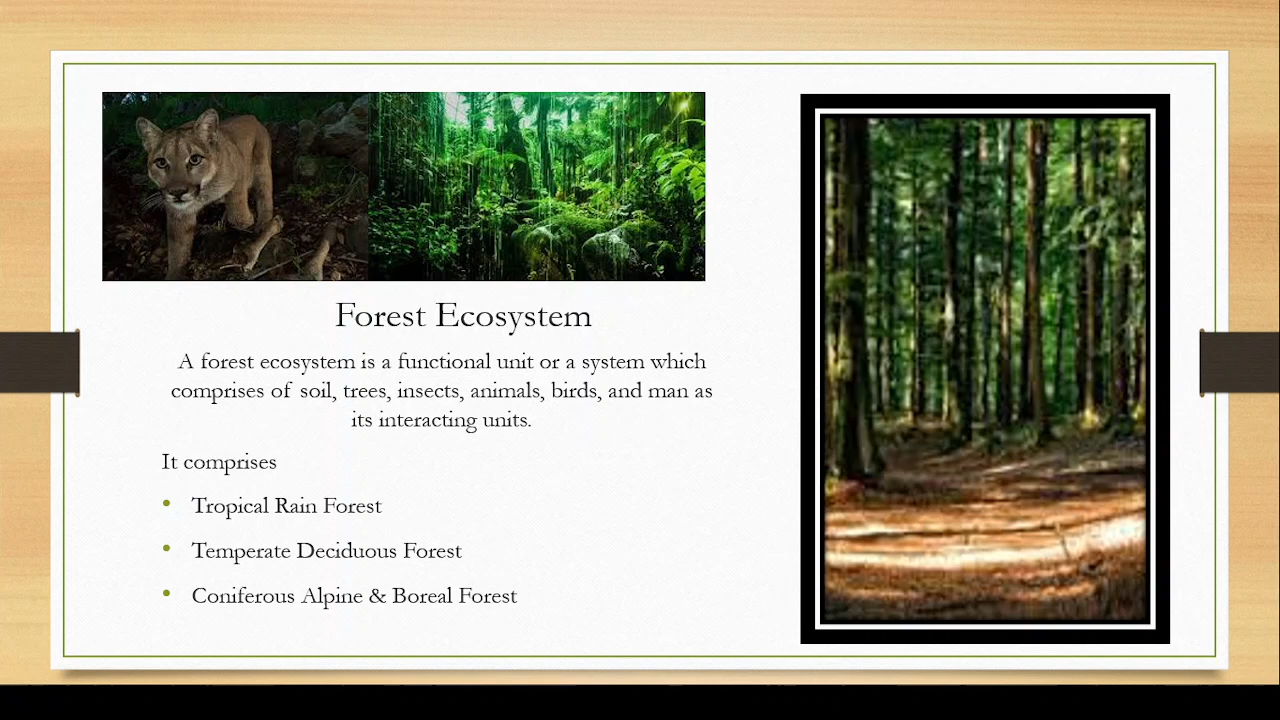 Forest Ecosystem
A forest ecosystem is a functional unit or a system which
comprises of soil, trees, insects, animals, birds, and man as
its interacting units.
It comprises
• Tropical Rain Forest
• Temperate Deciduous Forest
• Coniferous Alpine & Boreal Forest